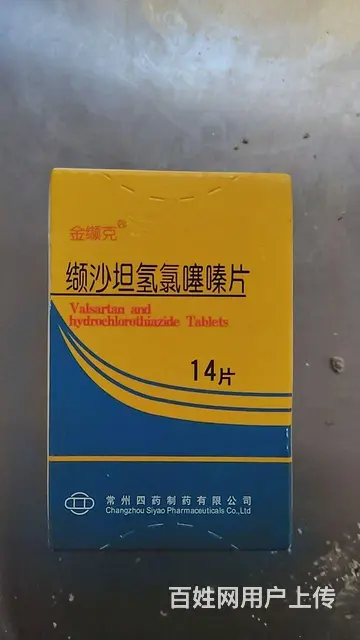 金缬克®
缬沙坦氢氯噻嗪片
Valsartan and
hydrochlorothiazide Tablets
14片
常州四药制药有限公司
Changzhou Siyao Pharmaceuticals Co.,Ltd
百姓网用户上传